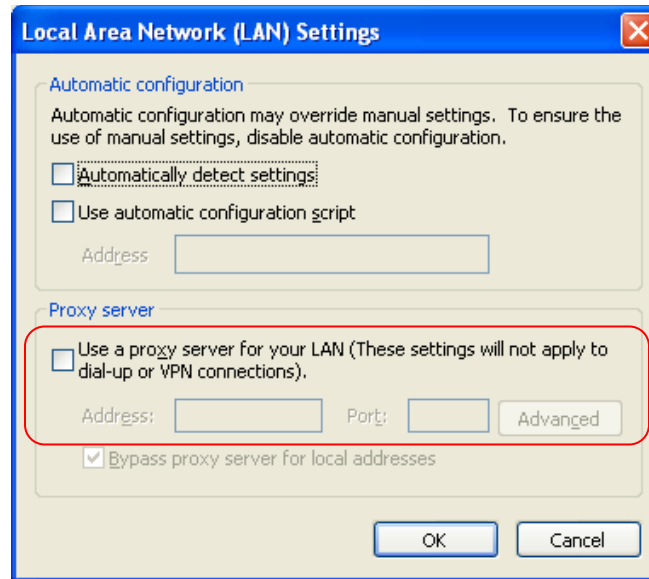 Local Area Network (LAN) Settings
Automatic configuration
Automatic configuration may override manual settings. To ensure the
use of manual settings, disable automatic configuration.
Automatically detect settings
Use automatic configuration script
Address
Proxy server
Use a proxy server for your LAN (These settings will not apply to
dial-up or VPN connections).
Address: Port: Advanced
Bypass proxy server for local addresses
OK Cancel